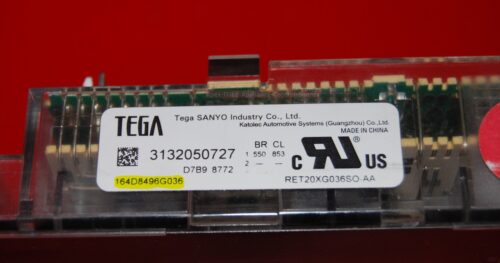 TEGA
Tega SANYO Industry Co., Ltd.
Katolec Automotive Systems (Guangzhou) Co., Ltd.
MADE IN CHINA
3132050727
BR CL
1 550 853
2 — —
D7B9 8772
164D8496G036
C RU US
RET20XG036SO-AA